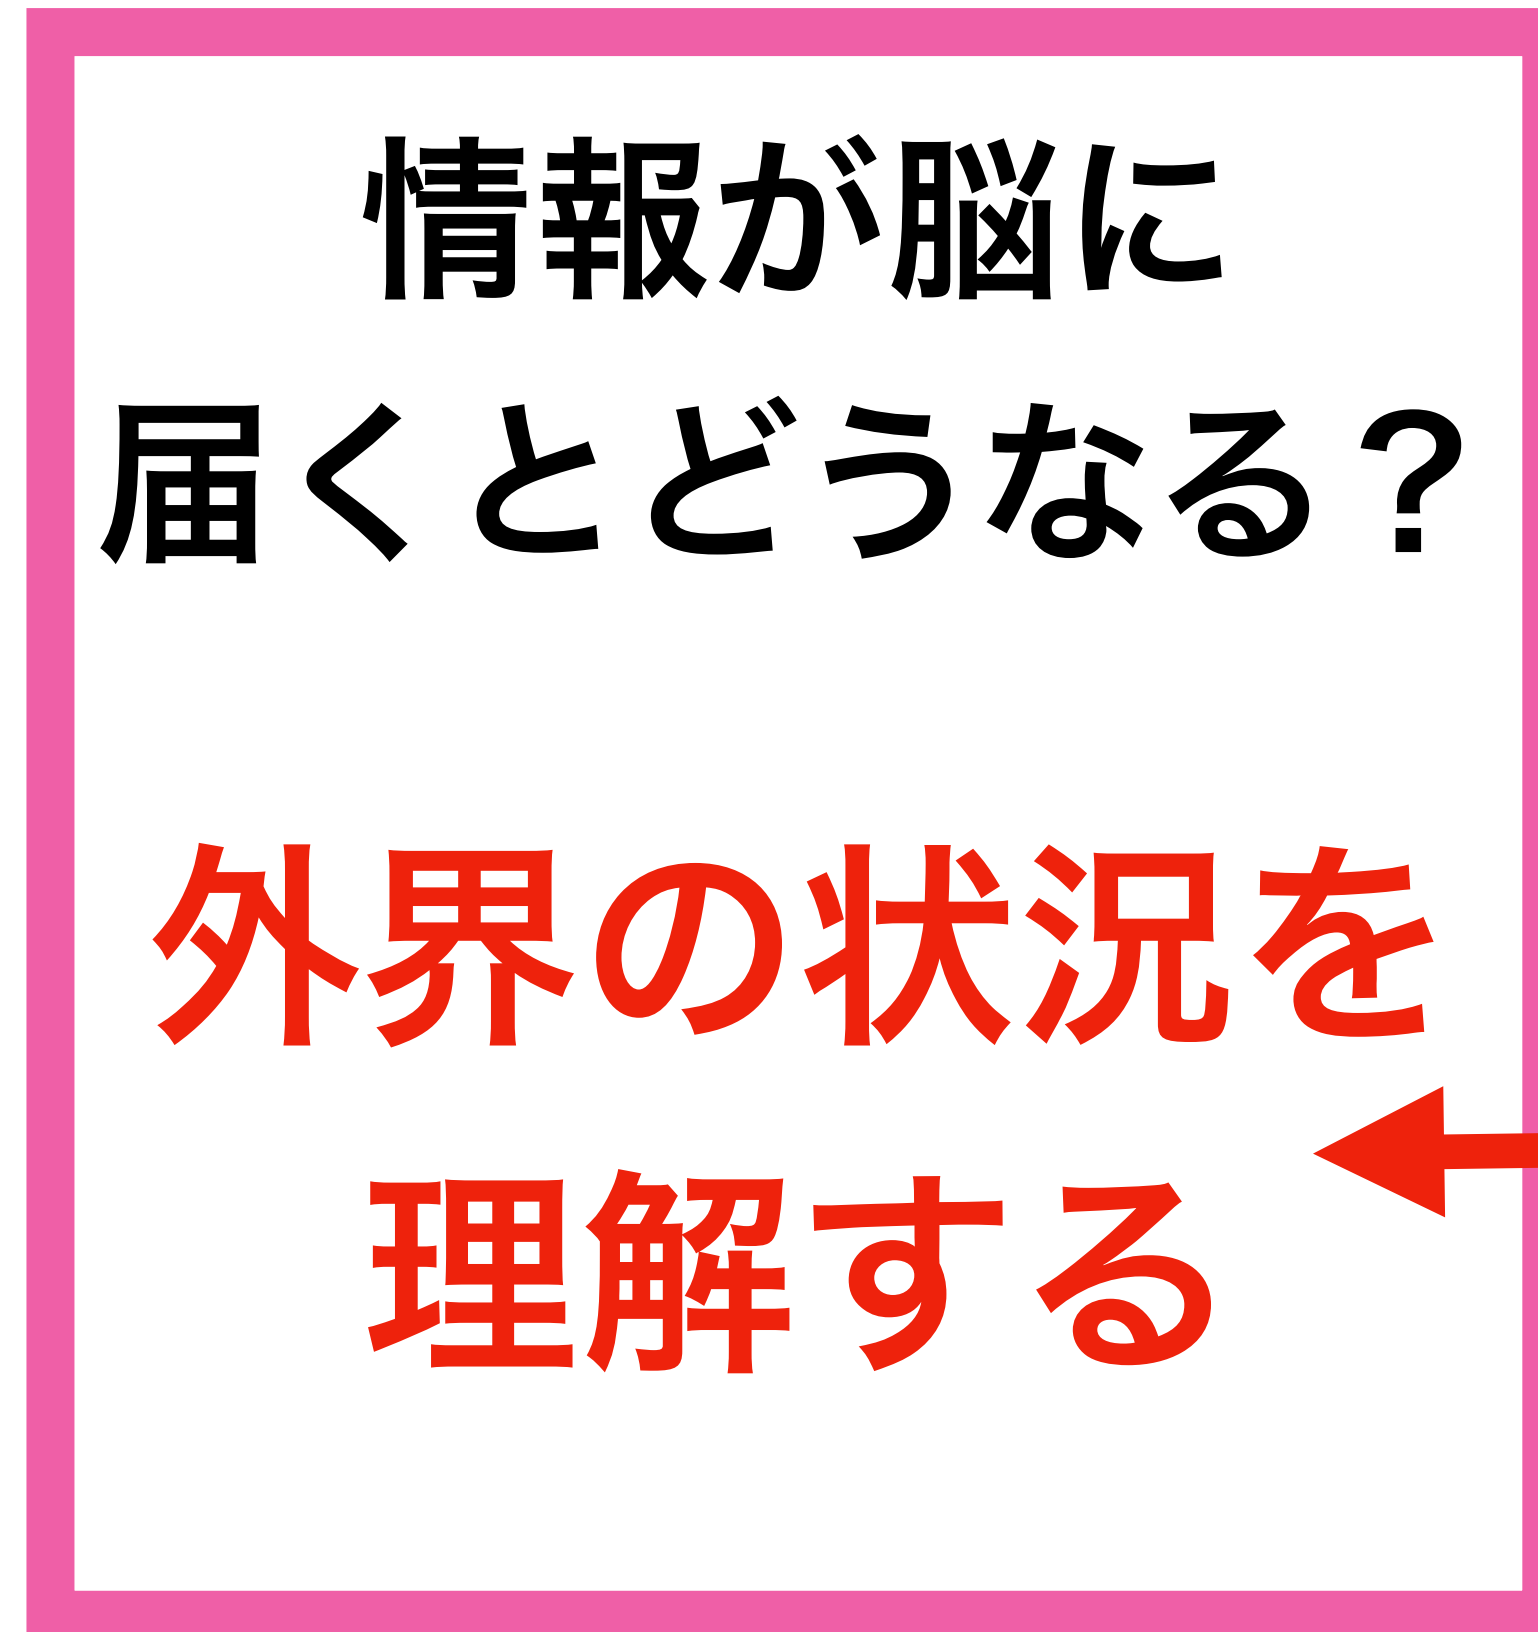 情報が脳に
届くとどうなる？
外界の状況を
理解する